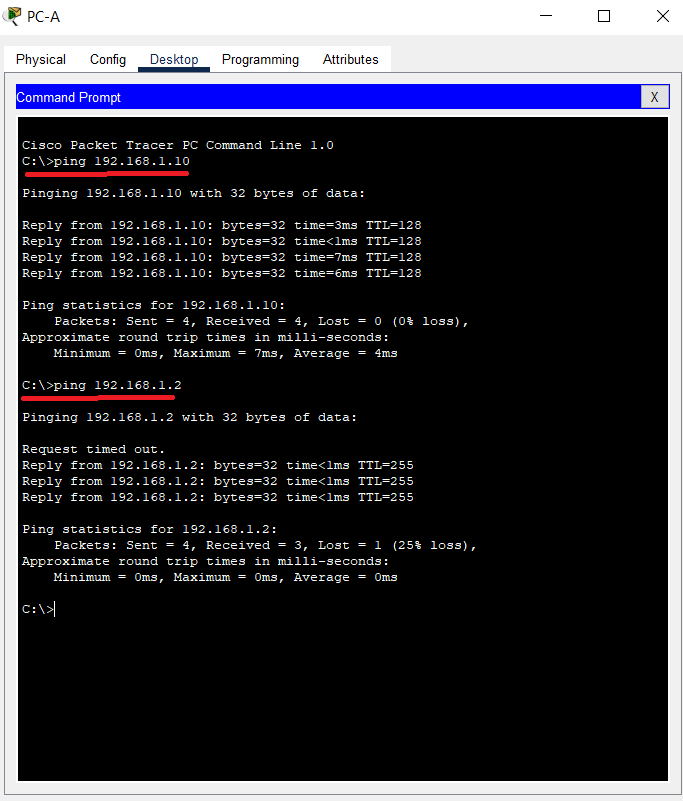 PC-A
Physical Config Desktop Programming Attributes
Command Prompt
X
Cisco Packet Tracer PC Command Line 1.0
C:\>ping 192.168.1.10
Pinging 192.168.1.10 with 32 bytes of data:
Reply from 192.168.1.10: bytes=32 time=3ms TTL=128
Reply from 192.168.1.10: bytes=32 time<1ms TTL=128
Reply from 192.168.1.10: bytes=32 time=7ms TTL=128
Reply from 192.168.1.10: bytes=32 time=6ms TTL=128
Ping statistics for 192.168.1.10:
    Packets: Sent = 4, Received = 4, Lost = 0 (0% loss),
Approximate round trip times in milli-seconds:
    Minimum = 0ms, Maximum = 7ms, Average = 4ms
C:\>ping 192.168.1.2
Pinging 192.168.1.2 with 32 bytes of data:
Request timed out.
Reply from 192.168.1.2: bytes=32 time<1ms TTL=255
Reply from 192.168.1.2: bytes=32 time<1ms TTL=255
Reply from 192.168.1.2: bytes=32 time<1ms TTL=255
Ping statistics for 192.168.1.2:
    Packets: Sent = 4, Received = 3, Lost = 1 (25% loss),
Approximate round trip times in milli-seconds:
    Minimum = 0ms, Maximum = 0ms, Average = 0ms
C:\>